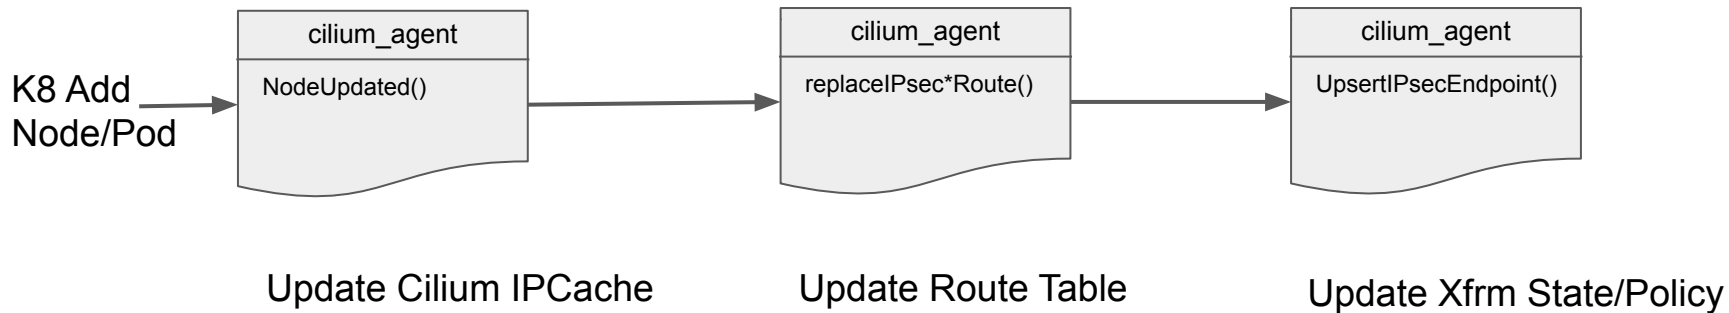 cilium_agent
cilium_agent
cilium_agent
K8 Add
Node/Pod
NodeUpdated()
replaceIPsec*Route()
UpsertIPsecEndpoint()
Update Cilium IPCache
Update Route Table
Update Xfrm State/Policy